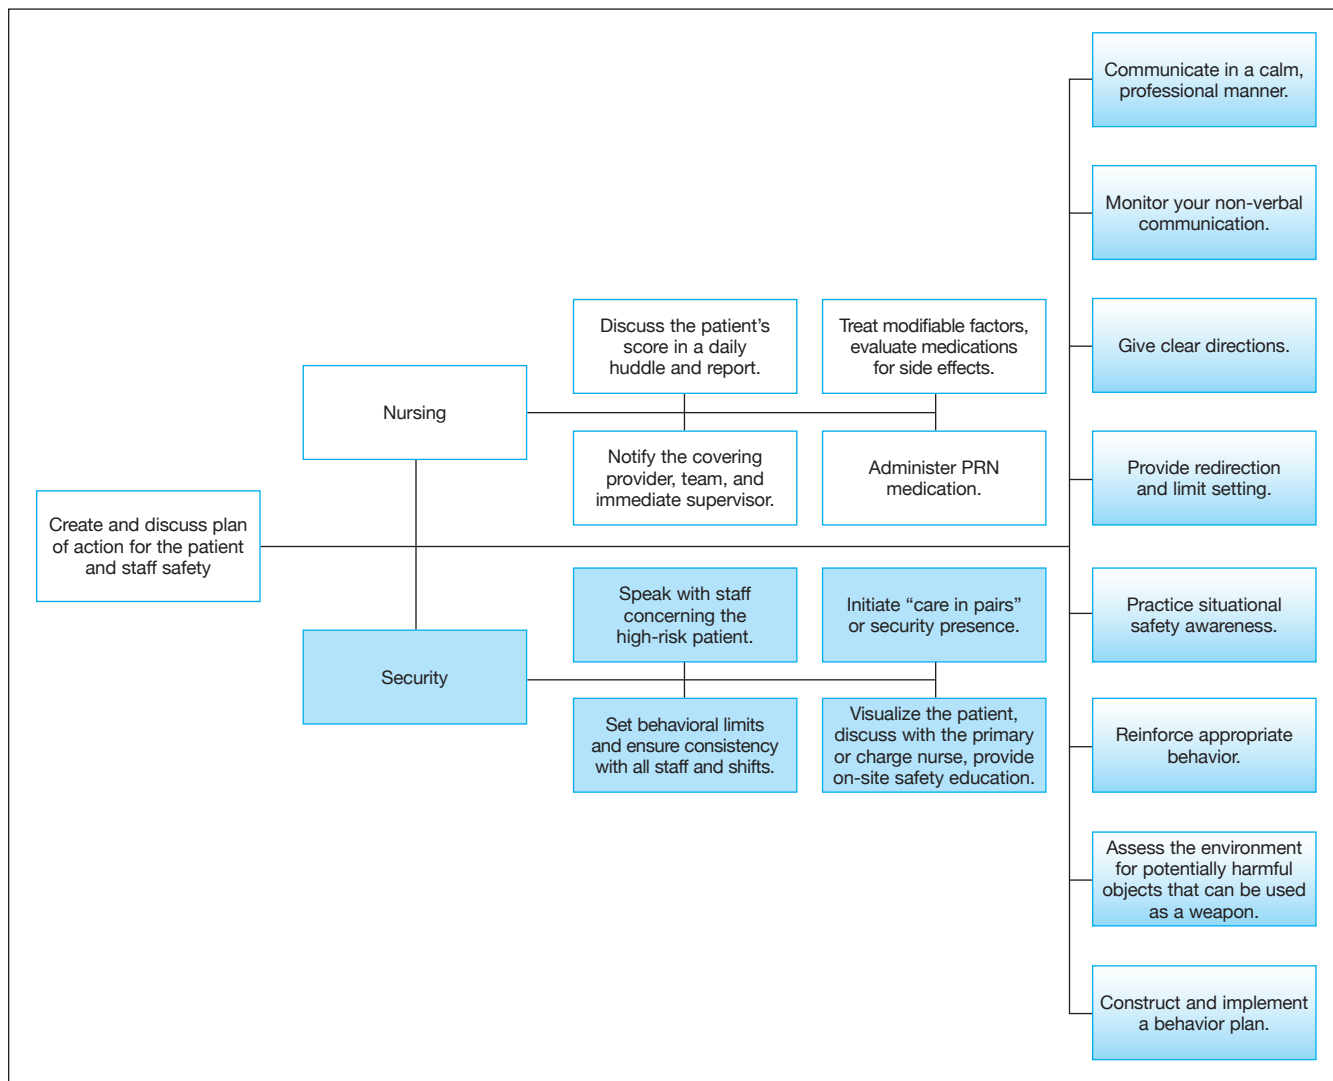 Create and discuss plan
of action for the patient
and staff safety
Nursing
Discuss the patient’s
score in a daily
huddle and report.
Treat modifiable factors,
evaluate medications
for side effects.
Notify the covering
provider, team, and
immediate supervisor.
Administer PRN
medication.
Security
Speak with staff
concerning the
high-risk patient.
Initiate “care in pairs”
or security presence.
Set behavioral limits
and ensure consistency
with all staff and shifts.
Visualize the patient,
discuss with the primary
or charge nurse, provide
on-site safety education.
Communicate in a calm,
professional manner.
Monitor your non-verbal
communication.
Give clear directions.
Provide redirection
and limit setting.
Practice situational
safety awareness.
Reinforce appropriate
behavior.
Assess the environment
for potentially harmful
objects that can be used
as a weapon.
Construct and implement
a behavior plan.